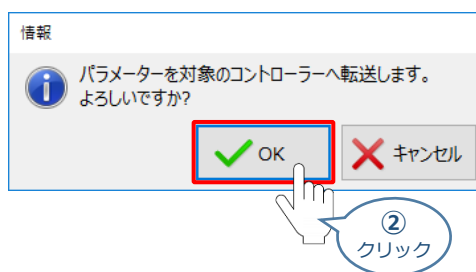 情報
パラメーターを対象のコントローラーへ転送します。
よろしいですか?
OK
キャンセル
②
クリック